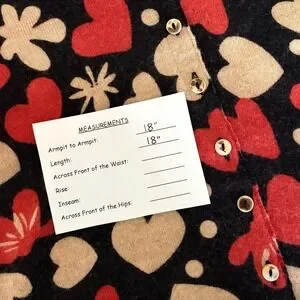 MEASUREMENTS
Armpit to Armpit: 18"
Length: 18"
Across Front of the Waist:
Rise:
Inseam:
Across Front of the Hips: